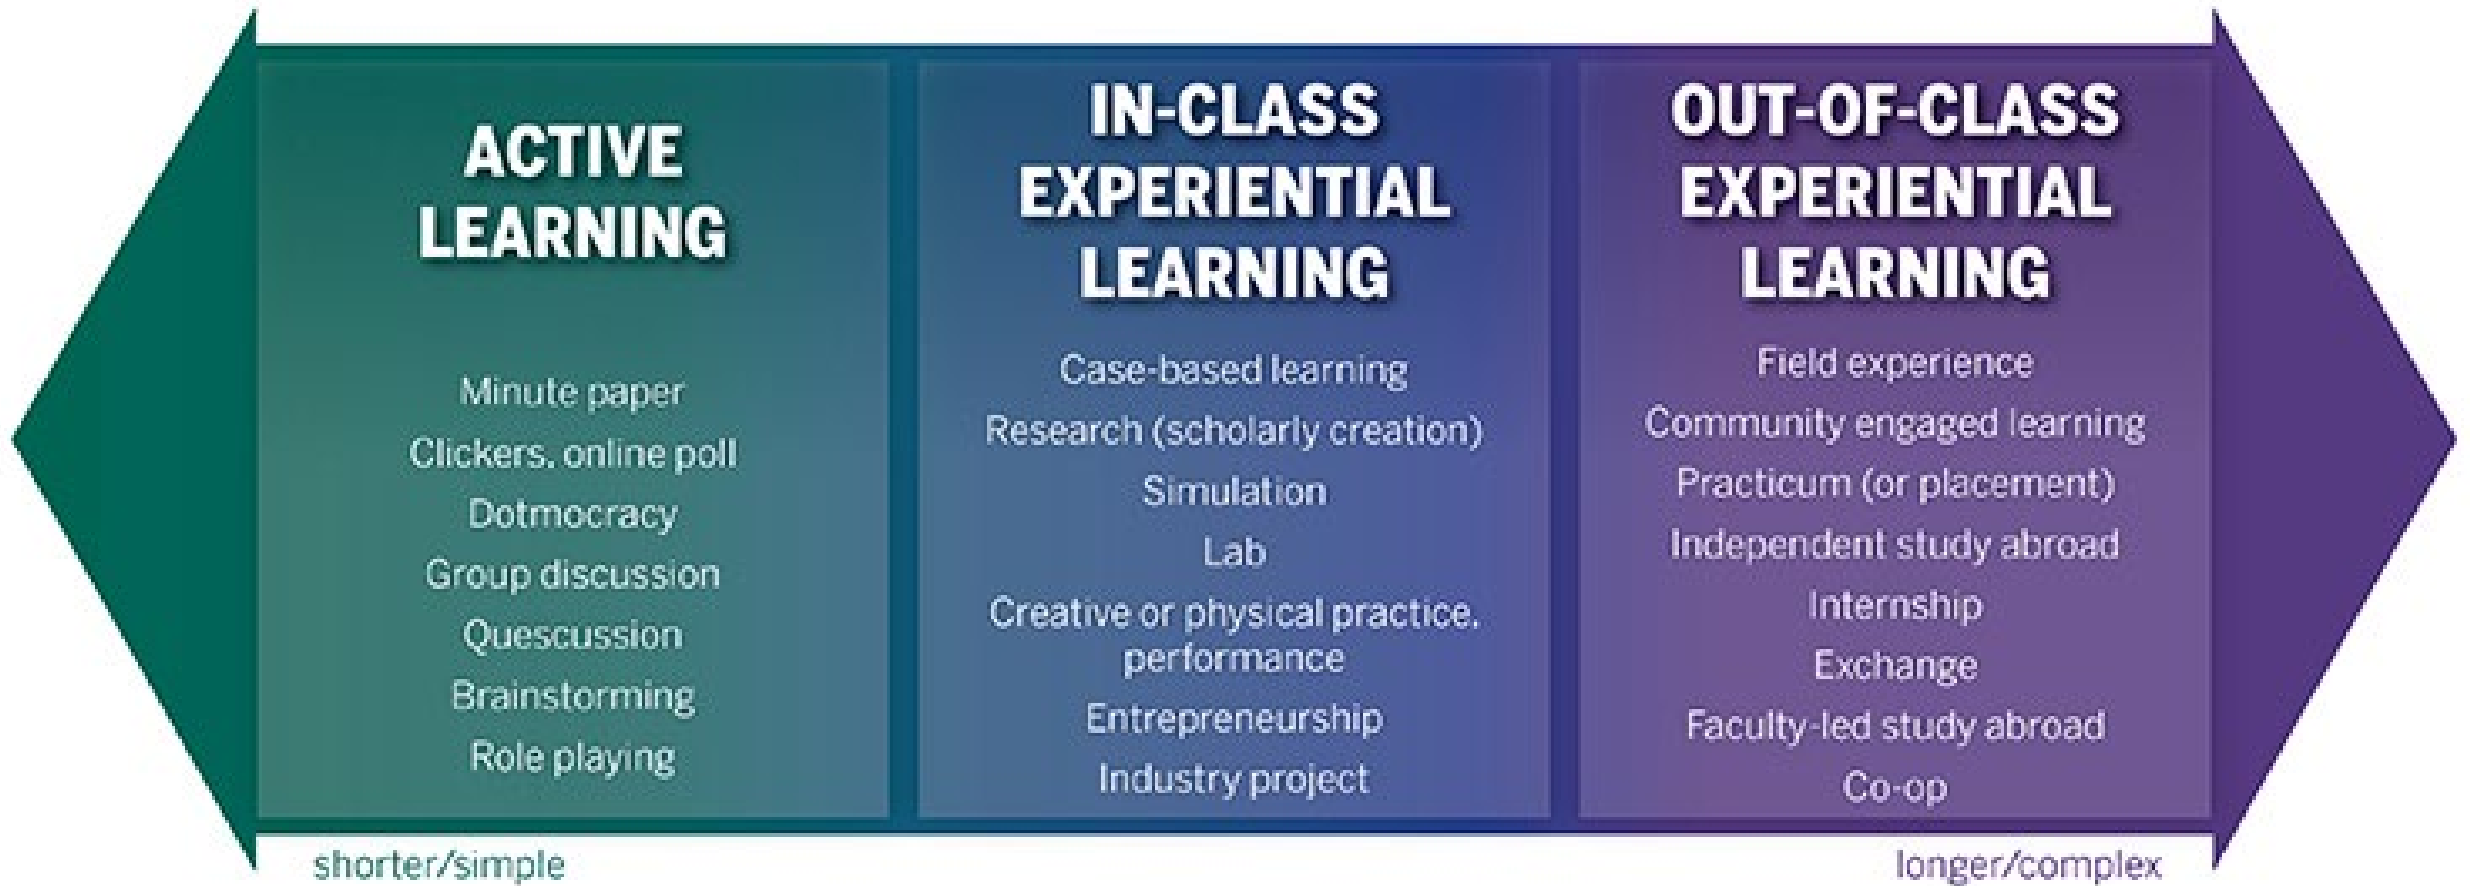 ACTIVE
LEARNING
Minute paper
Clickers, online poll
Dotmocracy
Group discussion
Quescussion
Brainstorming
Role playing
IN-CLASS
EXPERIENTIAL
LEARNING
Case-based learning
Research (scholarly creation)
Simulation
Lab
Creative or physical practice,
performance
Entrepreneurship
Industry project
OUT-OF-CLASS
EXPERIENTIAL
LEARNING
Field experience
Community engaged learning
Practicum (or placement)
Independent study abroad
Internship
Exchange
Faculty-led study abroad
Co-op
shorter/simple
longer/complex